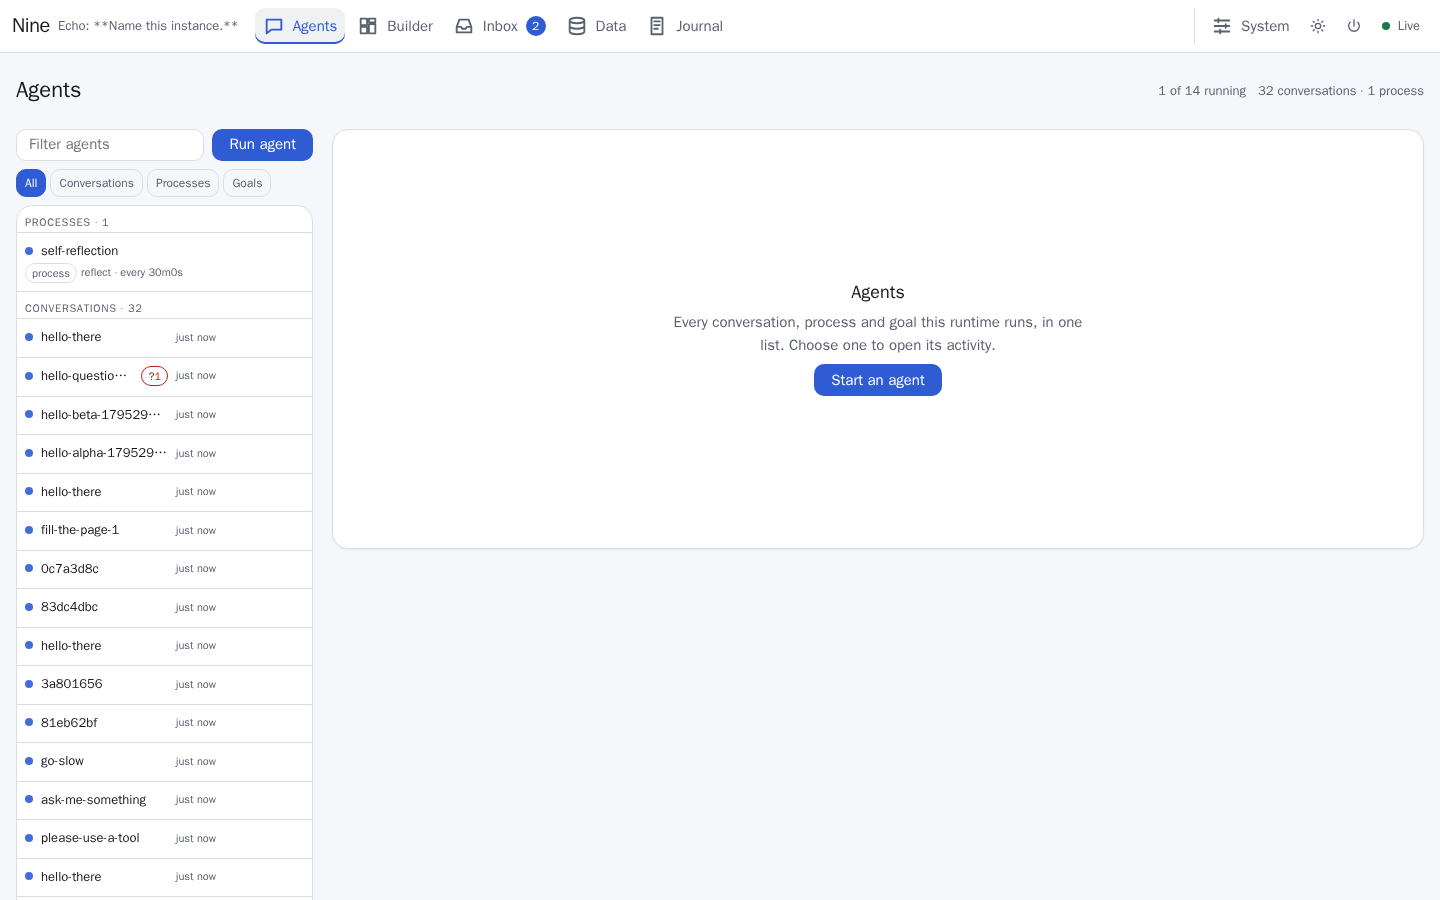 Nine Echo: **Name this instance.** Agents Builder Inbox 2 Data Journal System Live
Agents
1 of 14 running 32 conversations · 1 process
Filter agents Run agent
All Conversations Processes Goals
PROCESSES · 1
self-reflection
process reflect · every 30m0s
CONVERSATIONS · 32
hello-there just now
hello-questio··· ?1 just now
hello-beta-179529··· just now
hello-alpha-179529··· just now
hello-there just now
fill-the-page-1 just now
0c7a3d8c just now
83dc4dbc just now
hello-there just now
3a801656 just now
81eb62bf just now
go-slow just now
ask-me-something just now
please-use-a-tool just now
hello-there just now
Agents
Every conversation, process and goal this runtime runs, in one
list. Choose one to open its activity.
Start an agent